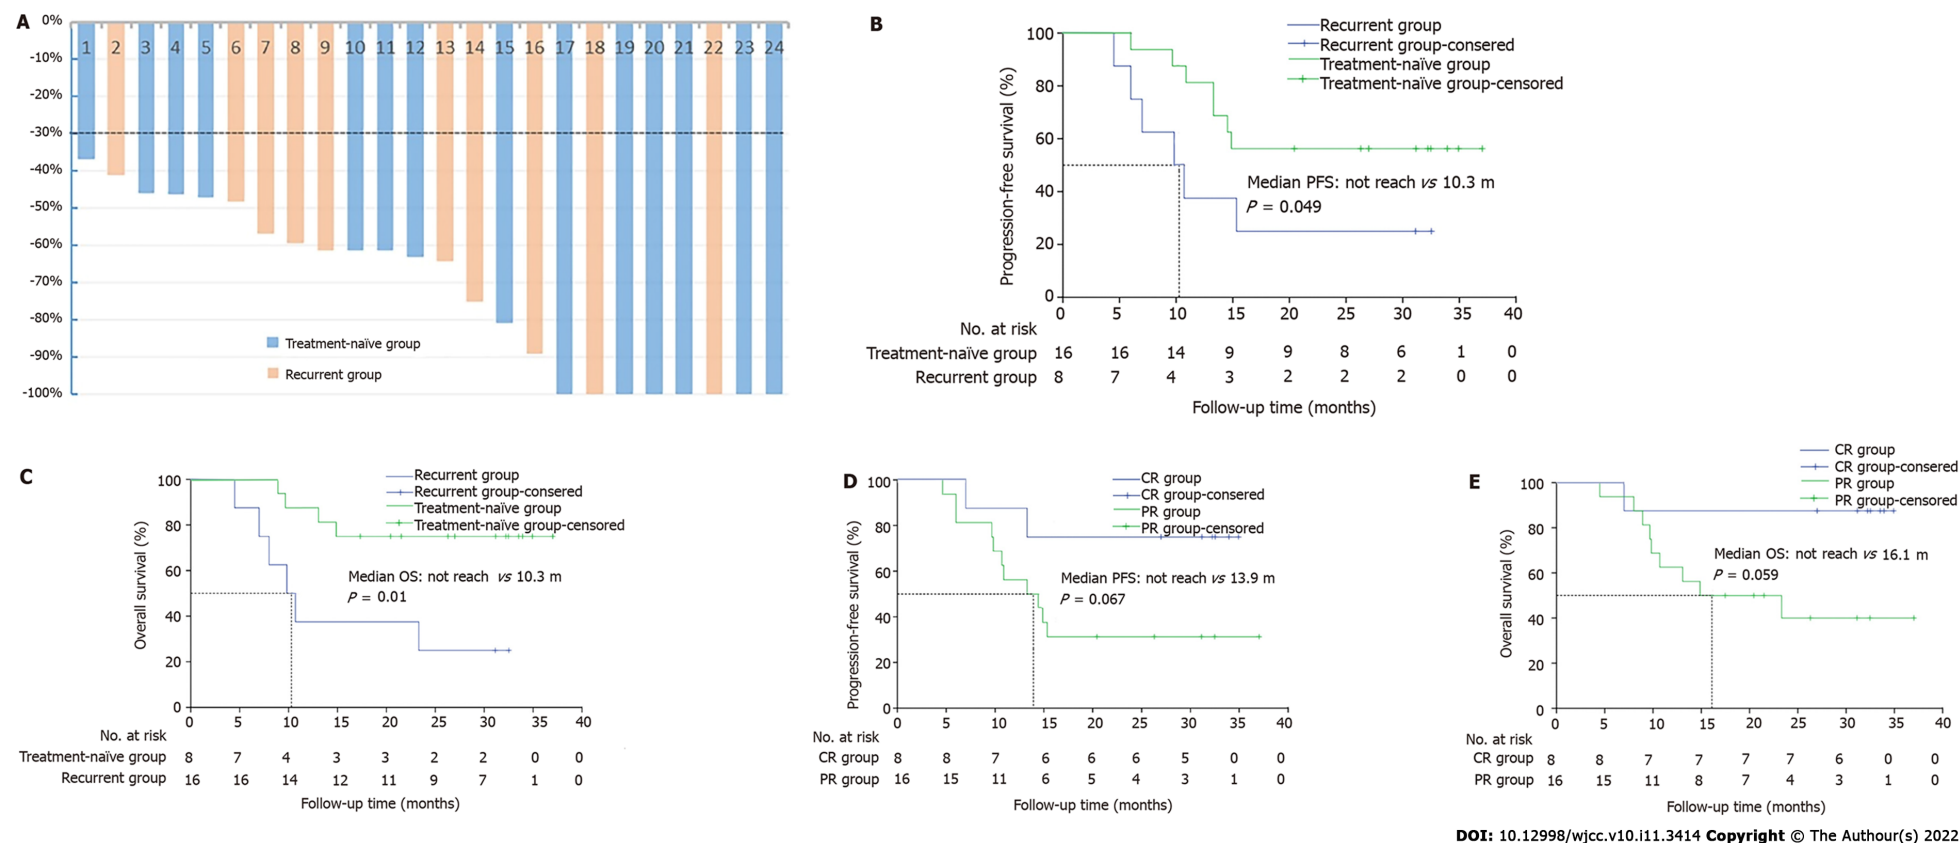 A
0%
-10%
-20%
-30%
-40%
-50%
-60%
-70%
-80%
-90%
-100%
1 2 3 4 5 6 7 8 9 10 11 12 13 14 15 16 17 18 19 20 21 22 23 24
Treatment-naïve group
Recurrent group
B
Recurrent group
Recurrent group-consered
Treatment-naïve group
Treatment-naïve group-censored
Progression-free survival (%)
100
80
60
40
20
0
Median PFS: not reach vs 10.3 m
P = 0.049
0 5 10 15 20 25 30 35 40
No. at risk
Treatment-naïve group 16 16 14 9 9 8 6 1 0
Recurrent group 8 7 4 3 2 2 2 0 0
Follow-up time (months)
C
Recurrent group
Recurrent group-consered
Treatment-naïve group
Treatment-naïve group-censored
Overall survival (%)
100
80
60
40
20
0
Median OS: not reach vs 10.3 m
P = 0.01
0 5 10 15 20 25 30 35 40
No. at risk
Treatment-naïve group 8 7 4 3 3 2 2 0 0
Recurrent group 16 16 14 12 11 9 7 1 0
Follow-up time (months)
D
CR group
CR group-consered
PR group
PR group-censored
Progression-free survival (%)
100
80
60
40
20
0
Median PFS: not reach vs 13.9 m
P = 0.067
0 5 10 15 20 25 30 35 40
No. at risk
CR group 8 8 7 6 6 6 5 0 0
PR group 16 15 11 6 5 4 3 1 0
Follow-up time (months)
E
CR group
CR group-consered
PR group
PR group-censored
Overall survival (%)
100
80
60
40
20
0
Median OS: not reach vs 16.1 m
P = 0.059
0 5 10 15 20 25 30 35 40
No. at risk
CR group 8 8 7 7 7 7 6 0 0
PR group 16 15 11 8 7 4 3 1 0
Follow-up time (months)
DOI: 10.12998/wjcc.v10.i11.3414 Copyright © The Authour(s) 2022